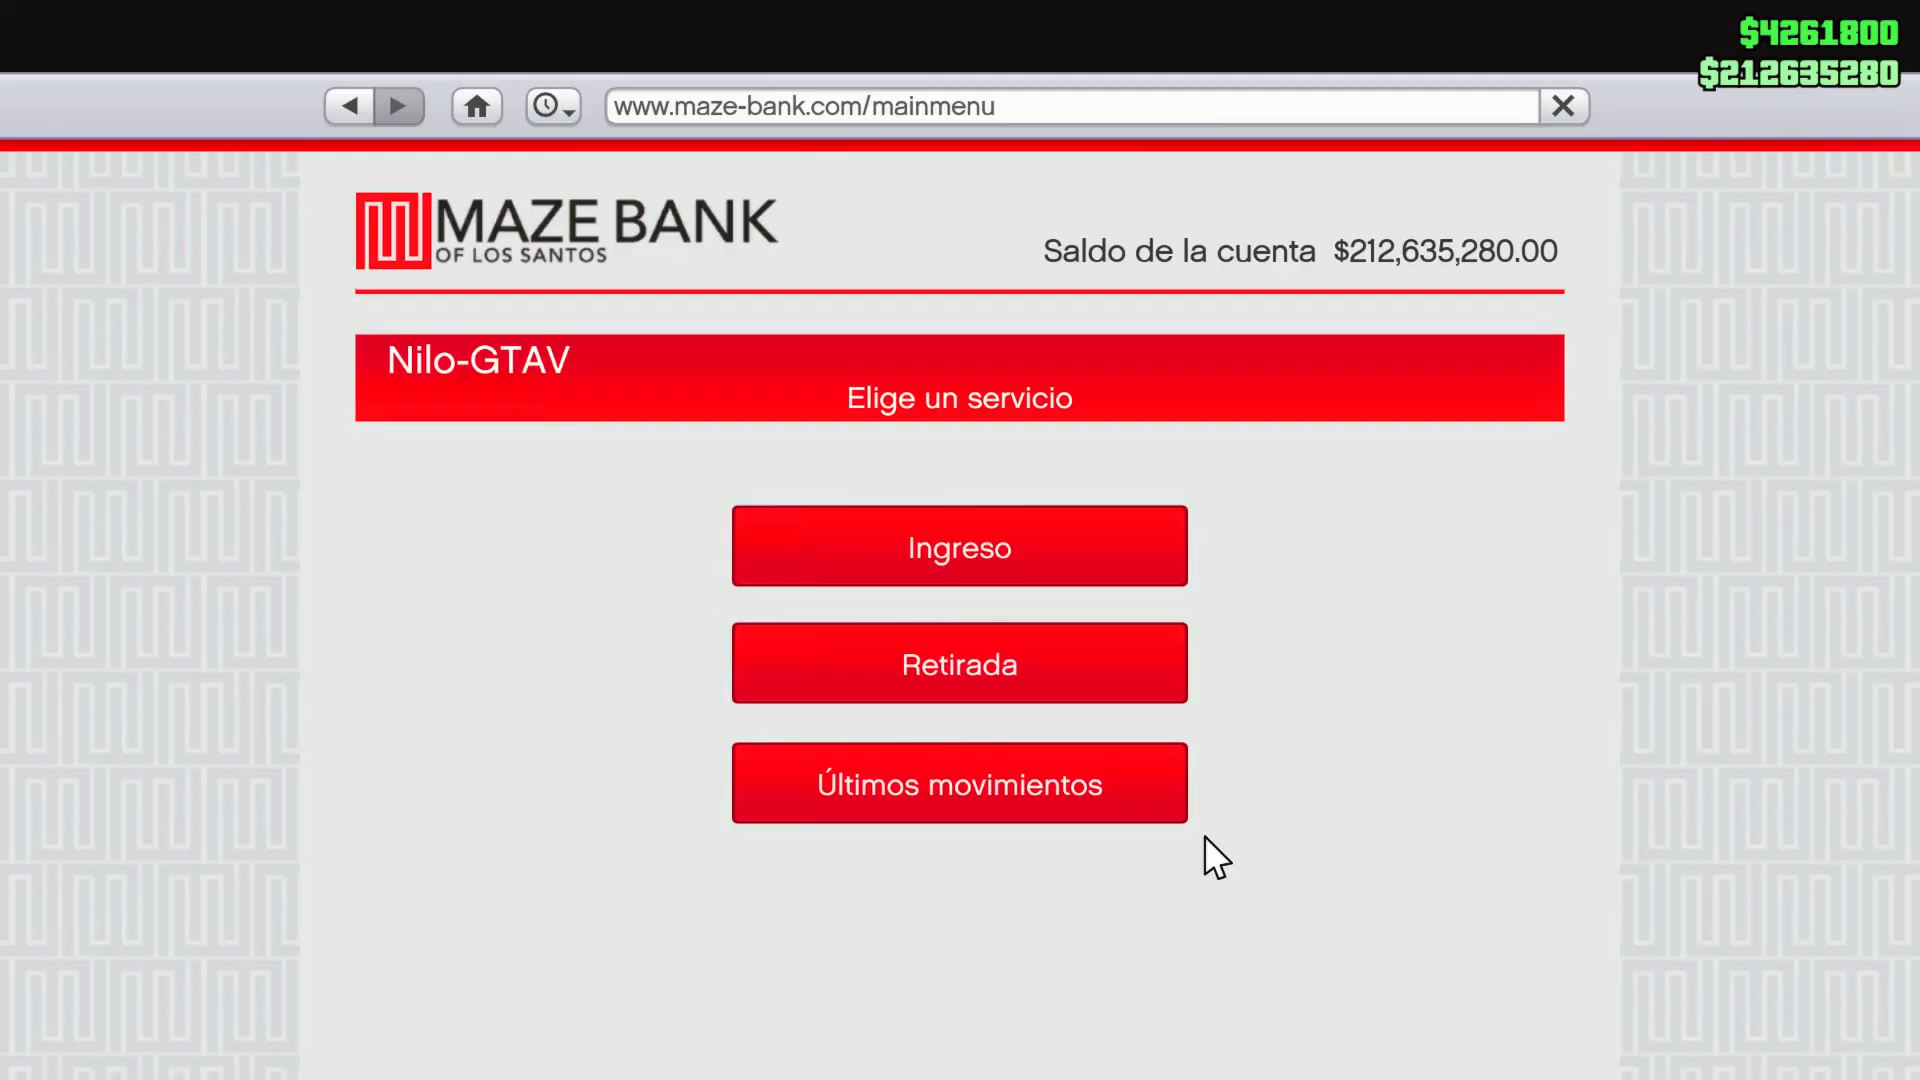 $4261800
$212635280
www.maze-bank.com/mainmenu
MAZE BANK
OF LOS SANTOS
Saldo de la cuenta $212,635,280.00
Nilo-GTAV
Elige un servicio
Ingreso
Retirada
Últimos movimientos